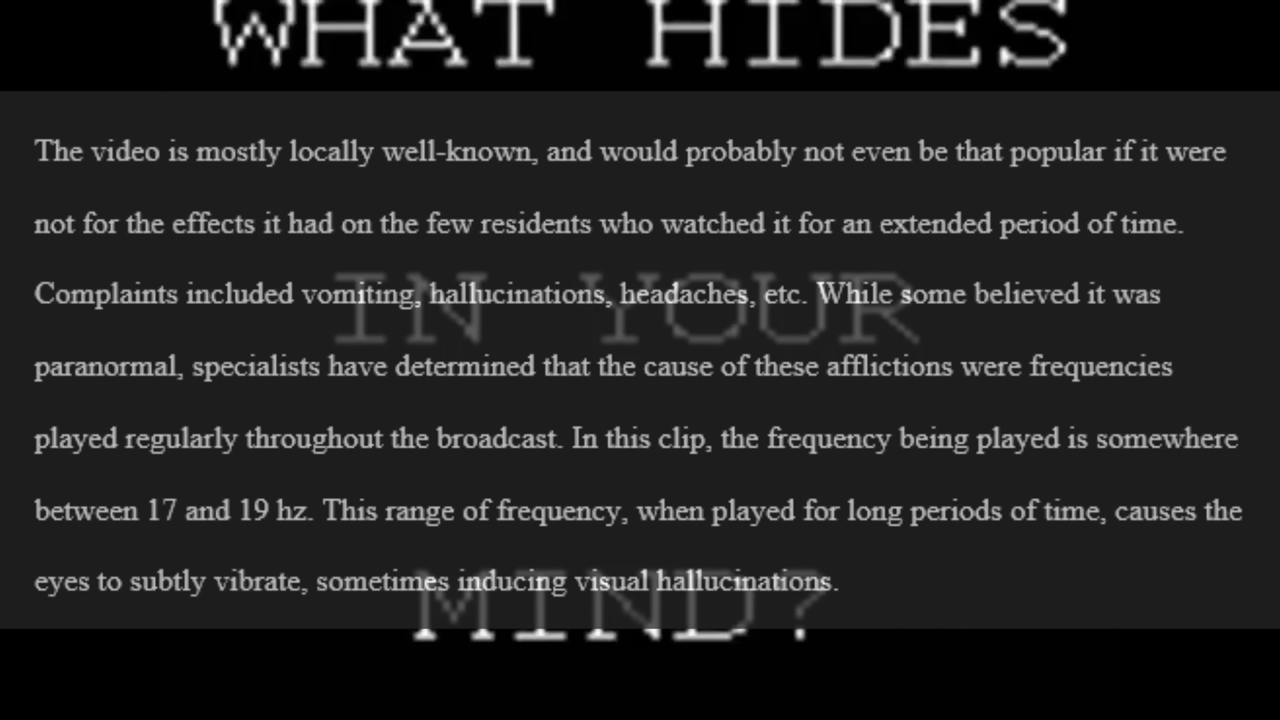 WHAT HIDES
The video is mostly locally well-known, and would probably not even be that popular if it were
not for the effects it had on the few residents who watched it for an extended period of time.
IN YOUR
Complaints included vomiting, hallucinations, headaches, etc. While some believed it was
paranormal, specialists have determined that the cause of these afflictions were frequencies
played regularly throughout the broadcast. In this clip, the frequency being played is somewhere
between 17 and 19 hz. This range of frequency, when played for long periods of time, causes the
eyes to subtly vibrate, sometimes inducing visual hallucinations.
MIND?